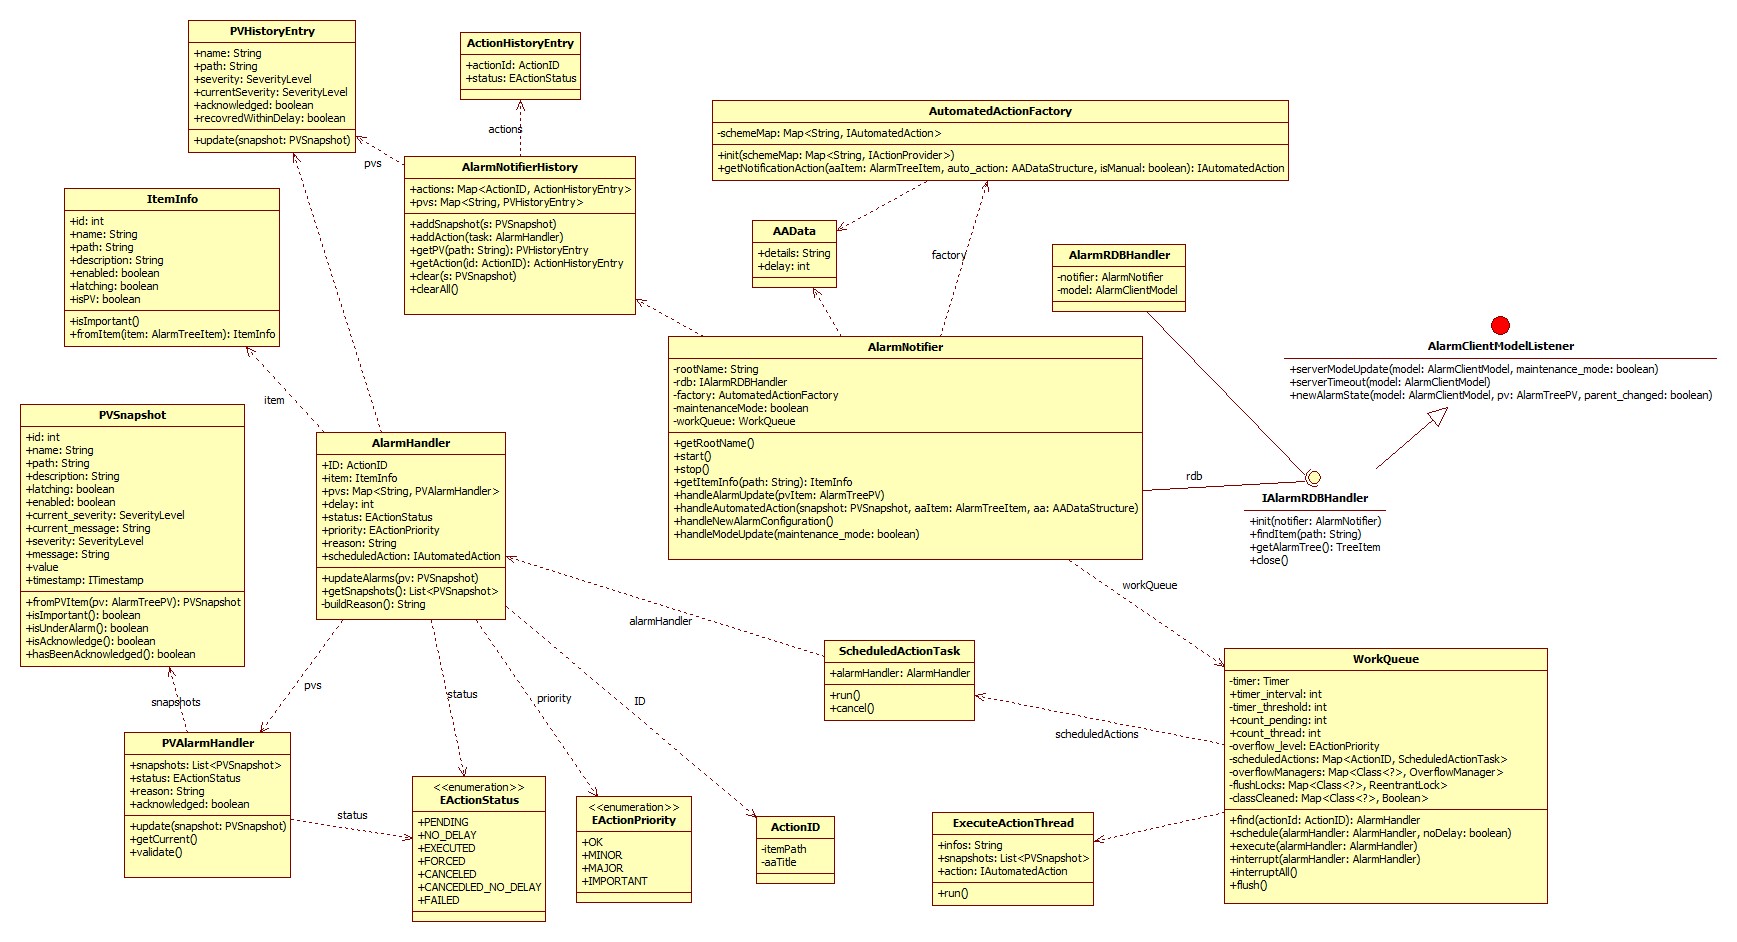 PVHistoryEntry
+name: String
+path: String
+severity: SeverityLevel
+currentSeverity: SeverityLevel
+acknowledged: boolean
+recovredWithinDelay: boolean
+update(snapshot: PVSnapshot)
ActionHistoryEntry
+actionId: ActionID
+status: EActionStatus
actions
pvs
AlarmNotifierHistory
+actions: Map<ActionID, ActionHistoryEntry>
+pvs: Map<String, PVHistoryEntry>
+addSnapshot(s: PVSnapshot)
+addAction(task: AlarmHandler)
+getPV(path: String): PVHistoryEntry
+getAction(id: ActionID): ActionHistoryEntry
+clear(s: PVSnapshot)
+clearAll()
AutomatedActionFactory
-schemeMap: Map<String, IAutomatedAction>
+init(schemeMap: Map<String, IActionProvider>)
+getNotificationAction(aaItem: AlarmTreeItem, auto_action: AADataStructure, isManual: boolean): IAutomatedAction
ItemInfo
+id: int
+name: String
+path: String
+description: String
+enabled: boolean
+latching: boolean
+isPV: boolean
+isImportant()
+fromItem(item: AlarmTreeItem): ItemInfo
AAData
+details: String
+delay: int
factory
AlarmRDBHandler
-notifier: AlarmNotifier
-model: AlarmClientModel
AlarmClientModelListener
+serverModeUpdate(model: AlarmClientModel, maintenance_mode: boolean)
+serverTimeout(model: AlarmClientModel)
+newAlarmState(model: AlarmClientModel, pv: AlarmTreePV, parent_changed: boolean)
AlarmNotifier
-rootName: String
-rdb: IAlarmRDBHandler
-factory: AutomatedActionFactory
-maintenanceMode: boolean
-workQueue: WorkQueue
+getRootName()
+start()
+stop()
+getItemInfo(path: String): ItemInfo
+handleAlarmUpdate(pvItem: AlarmTreePV)
+handleAutomatedAction(snapshot: PVSnapshot, aaItem: AlarmTreeItem, aa: AADataStructure)
+handleNewAlarmConfiguration()
+handleModeUpdate(maintenance_mode: boolean)
rdb
IAlarmRDBHandler
+init(notifier: AlarmNotifier)
+findItem(path: String)
+getAlarmTree(): TreeItem
+close()
item
PVSnapshot
+id: int
+name: String
+path: String
+description: String
+latching: boolean
+enabled: boolean
+current_severity: SeverityLevel
+current_message: String
+severity: SeverityLevel
+message: String
+value
+timestamp: ITimestamp
+fromPVItem(pv: AlarmTreePV): PVSnapshot
+isImportant(): boolean
+isUnderAlarm(): boolean
+isAcknowledge(): boolean
+hasBeenAcknowledged(): boolean
AlarmHandler
+ID: ActionID
+item: ItemInfo
+pvs: Map<String, PVAlarmHandler>
+delay: int
+status: EActionStatus
+priority: EActionPriority
+reason: String
+scheduledAction: IAutomatedAction
+updateAlarms(pv: PVSnapshot)
+getSnapshots(): List<PVSnapshot>
-buildReason(): String
workQueue
alarmHandler
ScheduledActionTask
+alarmHandler: AlarmHandler
+run()
+cancel()
scheduledActions
WorkQueue
-timer: Timer
+timer_interval: int
-timer_threshold: int
+count_pending: int
+count_thread: int
-overflow_level: EActionPriority
-scheduledActions: Map<ActionID, ScheduledActionTask>
-overflowManagers: Map<Class<?>, OverflowManager>
-flushLocks: Map<Class<?>, ReentrantLock>
-classCleaned: Map<Class<?>, Boolean>
+find(actionId: ActionID): AlarmHandler
+schedule(alarmHandler: AlarmHandler, noDelay: boolean)
+execute(alarmHandler: AlarmHandler)
+interrupt(alarmHandler: AlarmHandler)
+interruptAll()
+flush()
snapshots
pvs
status
priority
ID
PVAlarmHandler
+snapshots: List<PVSnapshot>
+status: EActionStatus
+reason: String
+acknowledged: boolean
+update(snapshot: PVSnapshot)
+getCurrent()
+validate()
status
<<enumeration>>
EActionStatus
+PENDING
+NO_DELAY
+EXECUTED
+FORCED
+CANCELED
+CANCEDLED_NO_DELAY
+FAILED
<<enumeration>>
EActionPriority
+OK
+MINOR
+MAJOR
+IMPORTANT
ActionID
-itemPath
-aaTitle
ExecuteActionThread
+infos: String
+snapshots: List<PVSnapshot>
+action: IAutomatedAction
+run()